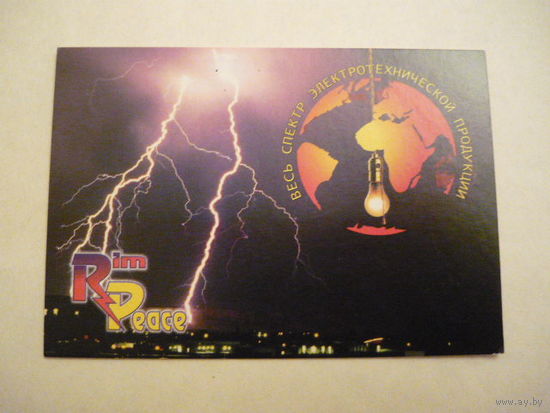 ВЕСЬ СПЕКТР ЭЛЕКТРОТЕХНИЧЕСКОЙ ПРОДУКЦИИ
Rim
Peace
www.ay.by